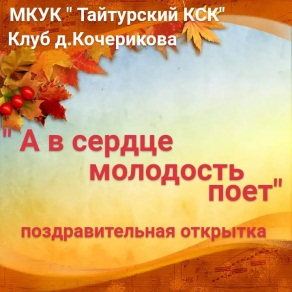 МКУК " Тайтурский КСК"
Клуб д.Кочерикова
" А в сердце
молодость
поет"
поздравительная открытка